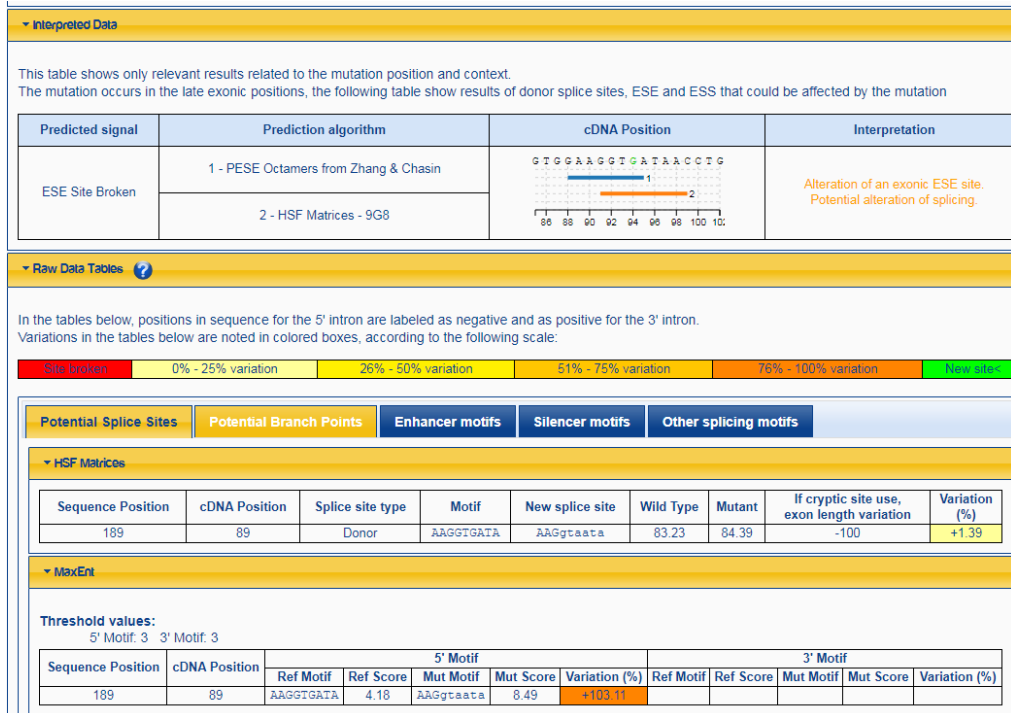 Interpreted Data
This table shows only relevant results related to the mutation position and context.
The mutation occurs in the late exonic positions, the following table show results of donor splice sites, ESE and ESS that could be affected by the mutation
Predicted signal Prediction algorithm cDNA Position Interpretation
ESE Site Broken
1 - PESE Octamers from Zhang & Chasin
2 - HSF Matrices - 9G8
G T G G A A G G T G A T A A C C T G
1
2
86 88 90 92 94 96 98 100 10
Alteration of an exonic ESE site.
Potential alteration of splicing.
Raw Data Tables ?
In the tables below, positions in sequence for the 5' intron are labeled as negative and as positive for the 3' intron.
Variations in the tables below are noted in colored boxes, according to the following scale:
Site broken 0% - 25% variation 26% - 50% variation 51% - 75% variation 76% - 100% variation New site<
Potential Splice Sites Potential Branch Points Enhancer motifs Silencer motifs Other splicing motifs
HSF Matrices
Sequence Position cDNA Position Splice site type Motif New splice site Wild Type Mutant If cryptic site use, exon length variation Variation (%)
189 89 Donor AAGGTGATA AAGgtaata 83.23 84.39 -100 +1.39
MaxEnt
Threshold values:
5' Motif: 3 3' Motif: 3
Sequence Position cDNA Position 5' Motif 3' Motif
Ref Motif Ref Score Mut Motif Mut Score Variation (%) Ref Motif Ref Score Mut Motif Mut Score Variation (%)
189 89 AAGGTGATA 4.18 AAGgtaata 8.49 +103.11